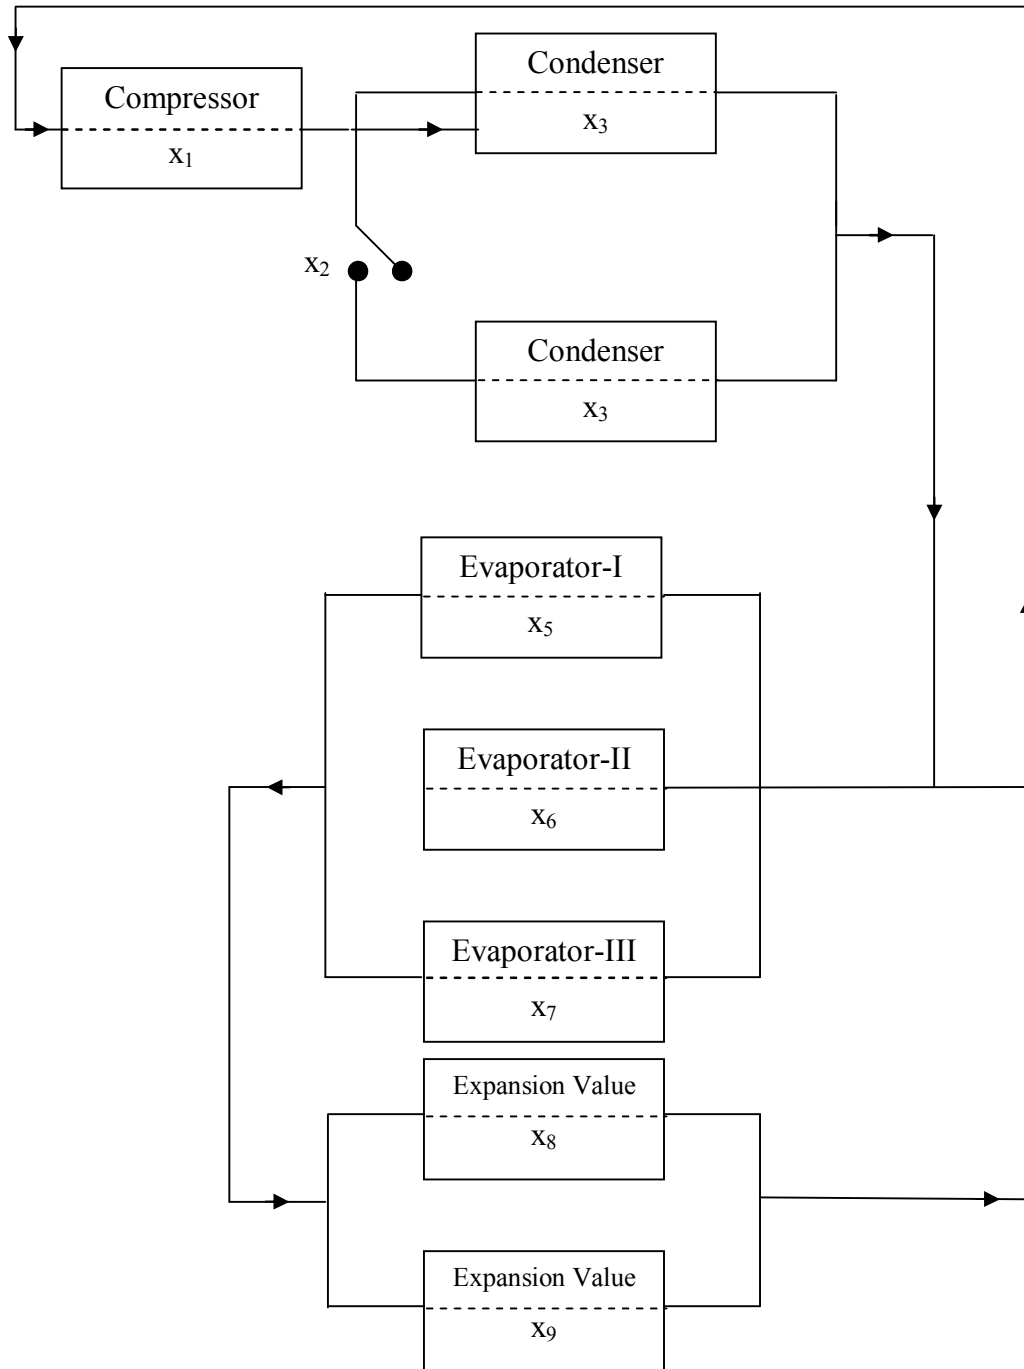 Compressor
x₁
Condenser
x₃
x₂
Condenser
x₃
Evaporator-I
x₅
Evaporator-II
x₆
Evaporator-III
x₇
Expansion Value
x₈
Expansion Value
x₉